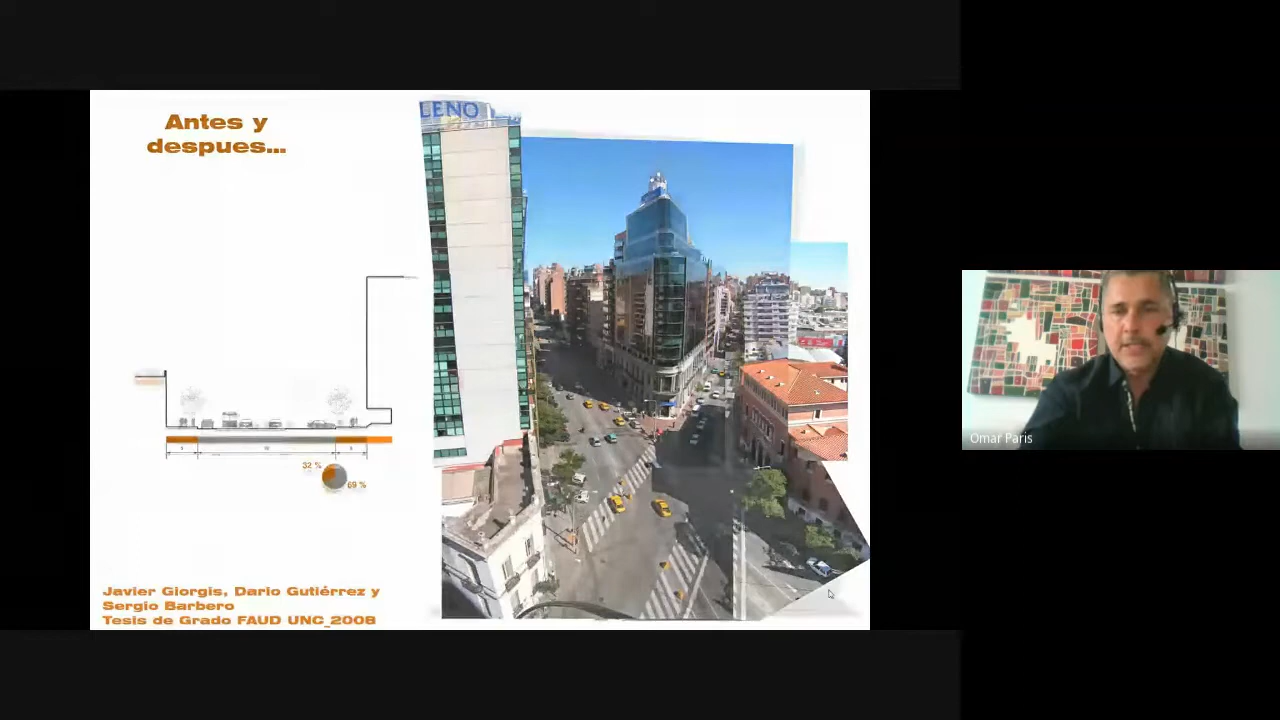 Antes y
despues...
LENO
32 %
69 %
Javier Giorgis, Dario Gutiérrez y
Sergio Barbero
Tesis de Grado FAUD UNC_2008
Omar Paris